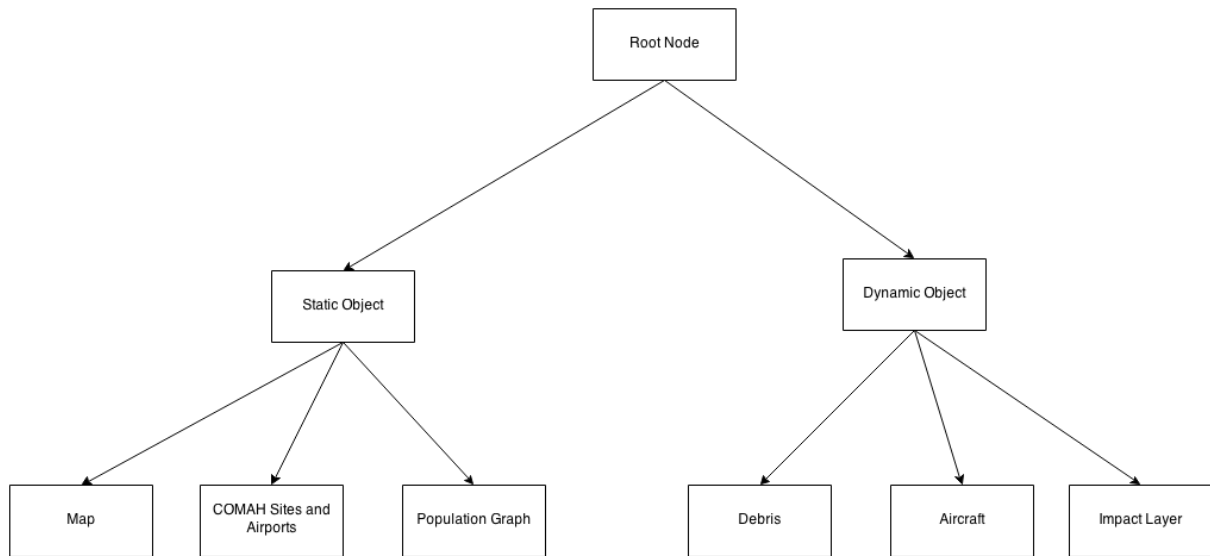 Root Node
Static Object
Dynamic Object
Map
COMAH Sites and
Airports
Population Graph
Debris
Aircraft
Impact Layer